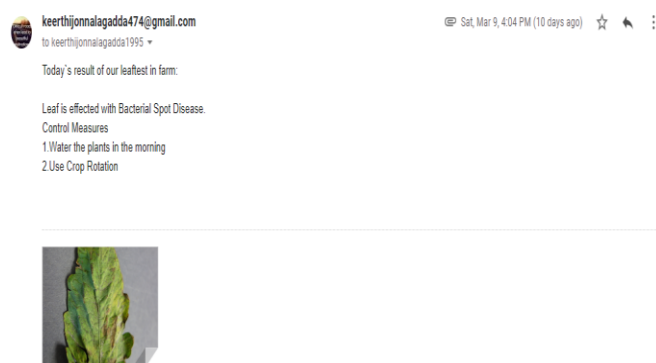 keerthijonnalagadda474@gmail.com
Sat, Mar 9, 4:04 PM (10 days ago)
to keerthijonnalagadda1995
Today`s result of our leaftest in farm:
Leaf is effected with Bacterial Spot Disease.
Control Measures
1.Water the plants in the morning
2.Use Crop Rotation